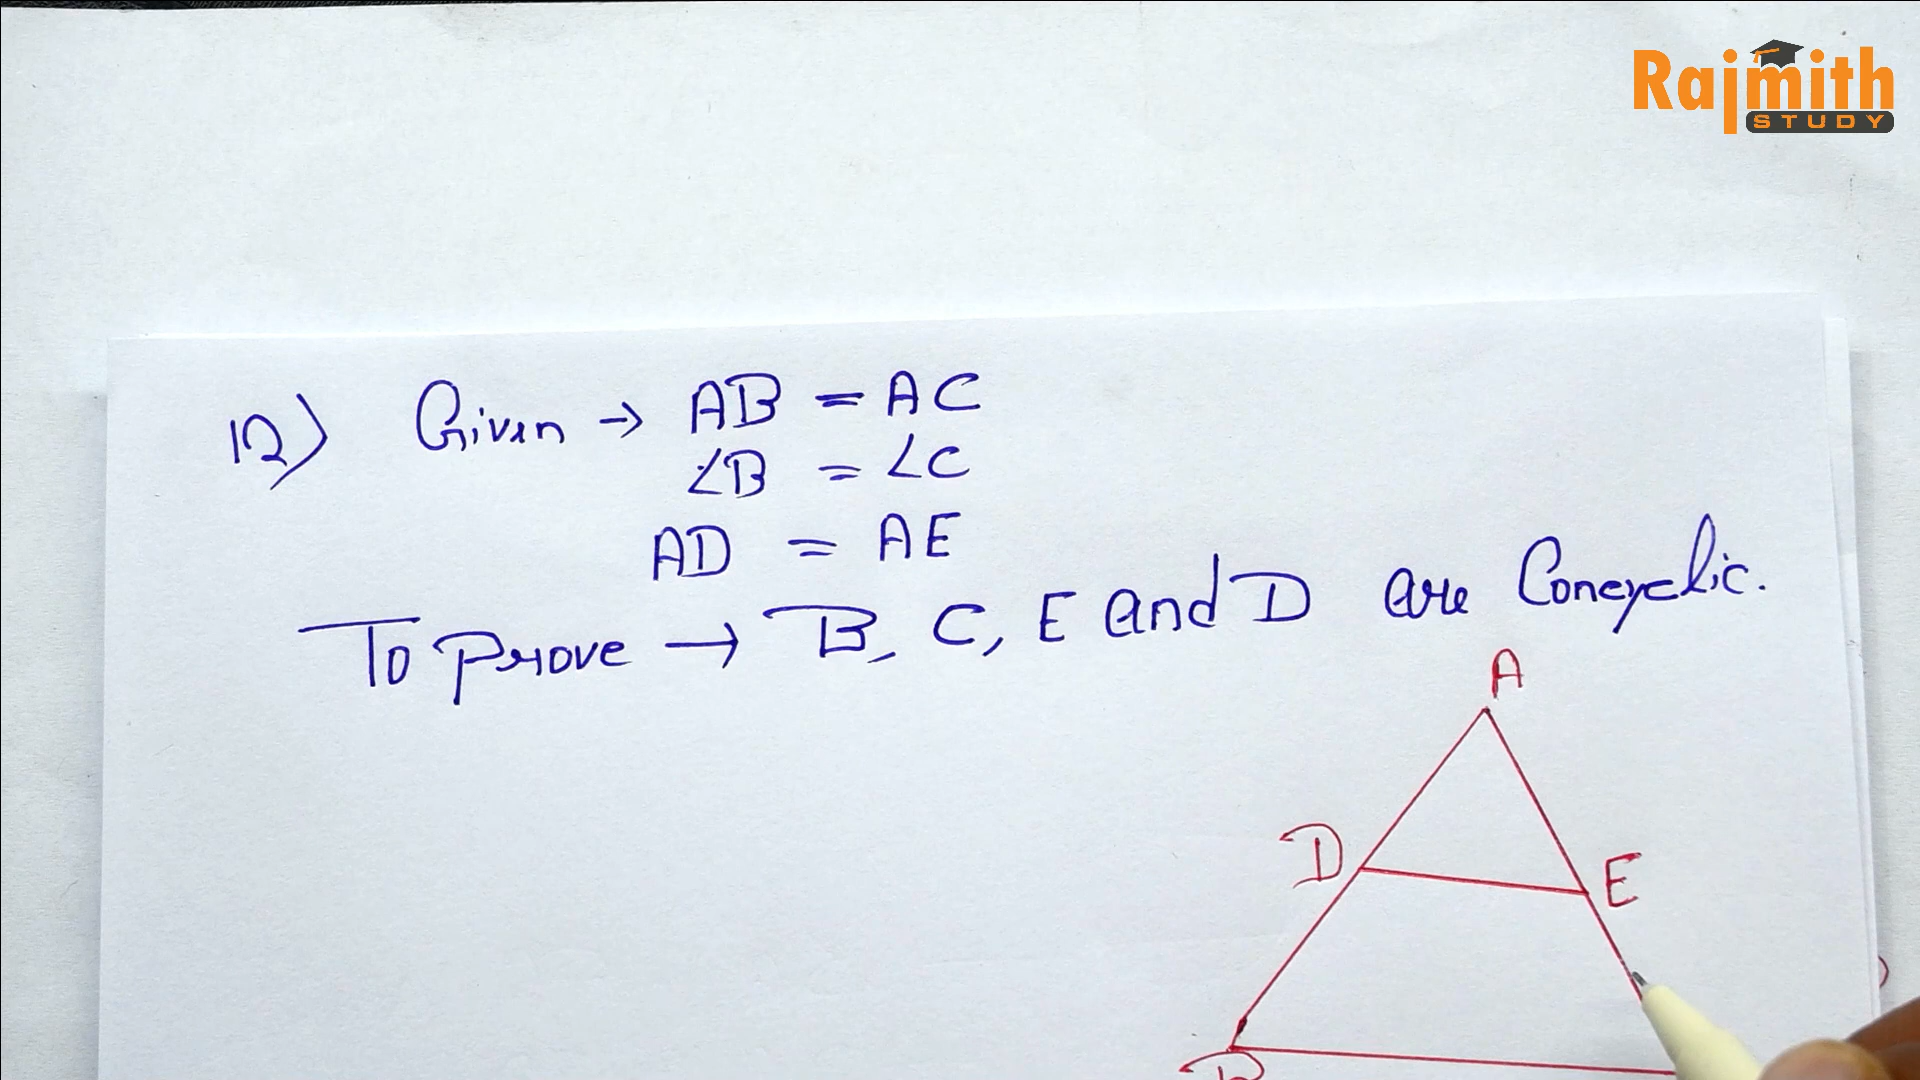 Rajmith
STUDY
12) Given → AB = AC
∠B = ∠C
AD = AE
To Prove → B, C, E and D are Concyclic.
A
D
E
B